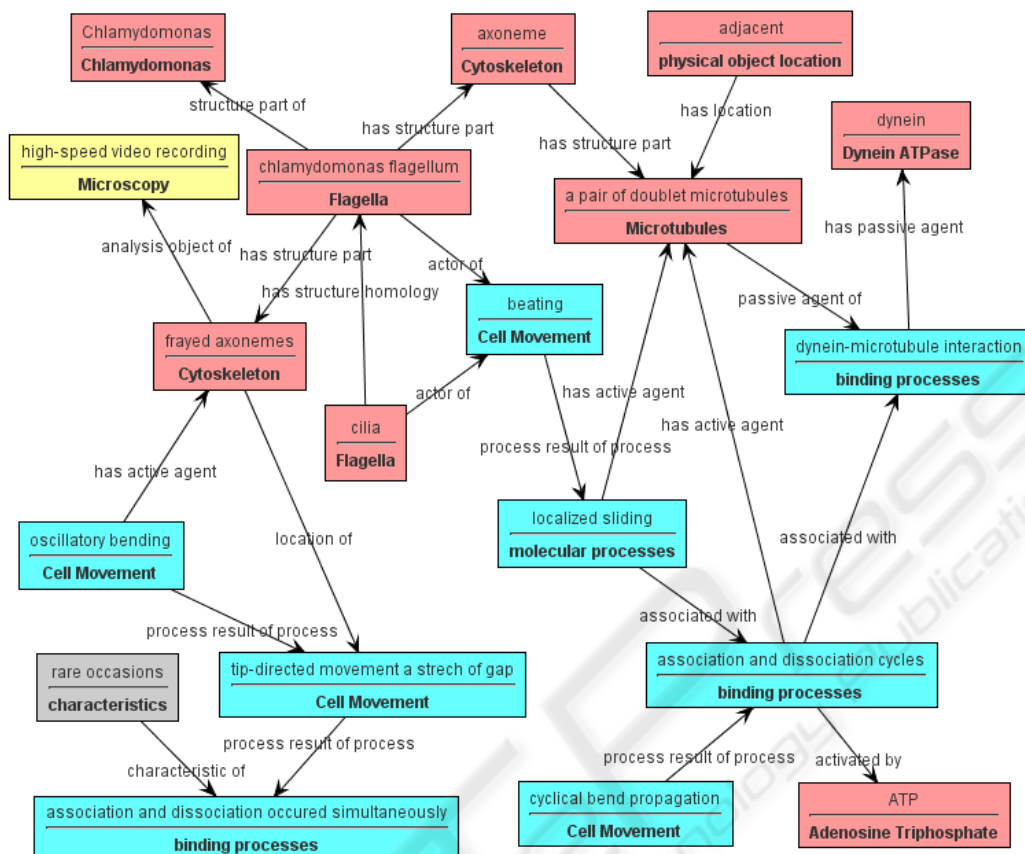 Chlamydomonas
Chlamydomonas
axoneme
Cytoskeleton
adjacent
physical object location
structure part of
has structure part
has location
high-speed video recording
Microscopy
chlamydomonas flagellum
Flagella
has structure part
dynein
Dynein ATPase
a pair of doublet microtubules
Microtubules
analysis object of
has structure part
has structure homology
actor of
has passive agent
passive agent of
beating
Cell Movement
frayed axonemes
Cytoskeleton
dynein-microtubule interaction
binding processes
actor of
cilia
Flagella
has active agent
has active agent
process result of process
has active agent
oscillatory bending
Cell Movement
location of
localized sliding
molecular processes
associated with
process result of process
associated with
rare occasions
characteristics
tip-directed movement a strech of gap
Cell Movement
association and dissociation cycles
binding processes
characteristic of
process result of process
process result of process
activated by
association and dissociation occured simultaneously
binding processes
cyclical bend propagation
Cell Movement
ATP
Adenosine Triphosphate